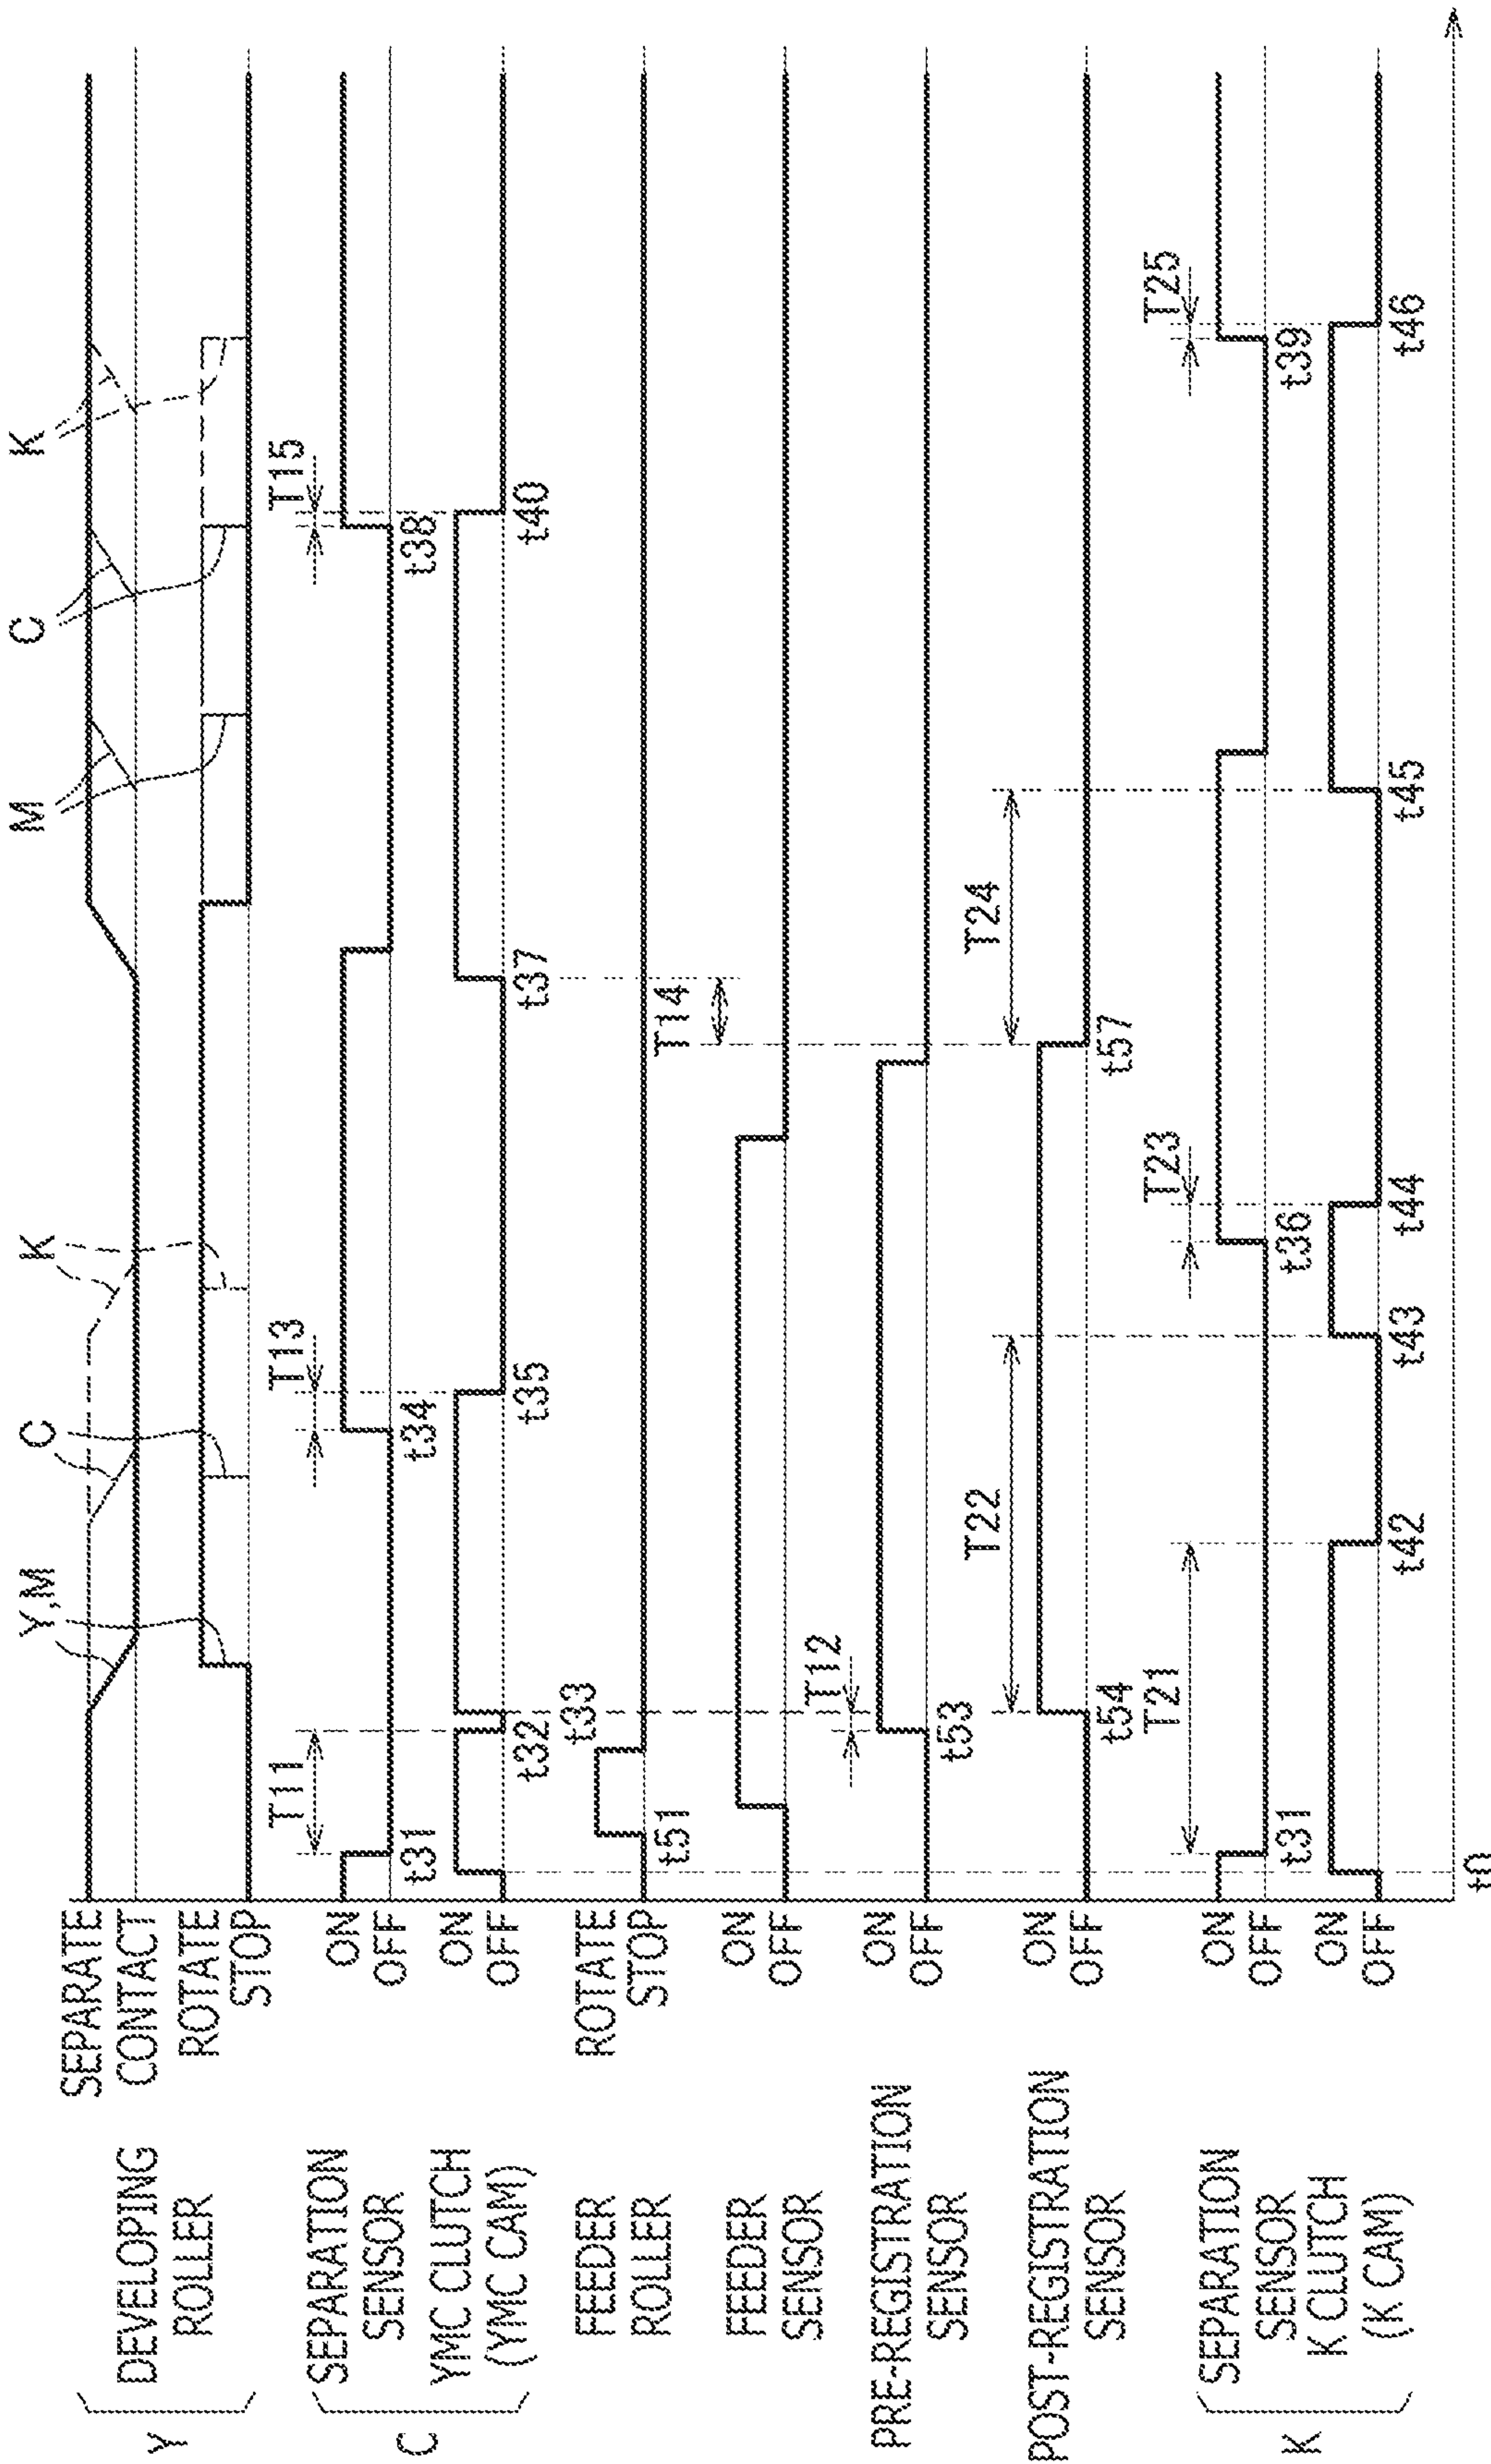 Y,M
C
K
M
C
K
Y
DEVELOPING
ROLLER
SEPARATE
CONTACT
ROTATE
STOP
C
SEPARATION
SENSOR
ON
OFF
T11
T13
T15
t31
t34
t38
YMC CLUTCH
(YMC CAM)
ON
OFF
t32
t33
t35
t37
t40
FEEDER
ROLLER
ROTATE
STOP
t51
T14
FEEDER
SENSOR
ON
OFF
T12
PRE-REGISTRATION
SENSOR
ON
OFF
t53
T22
T24
POST-REGISTRATION
SENSOR
ON
OFF
t54
t57
K
SEPARATION
SENSOR
ON
OFF
T21
T23
T25
t31
t36
t39
K CLUTCH
(K CAM)
ON
OFF
t42
t43
t44
t45
t46
t0